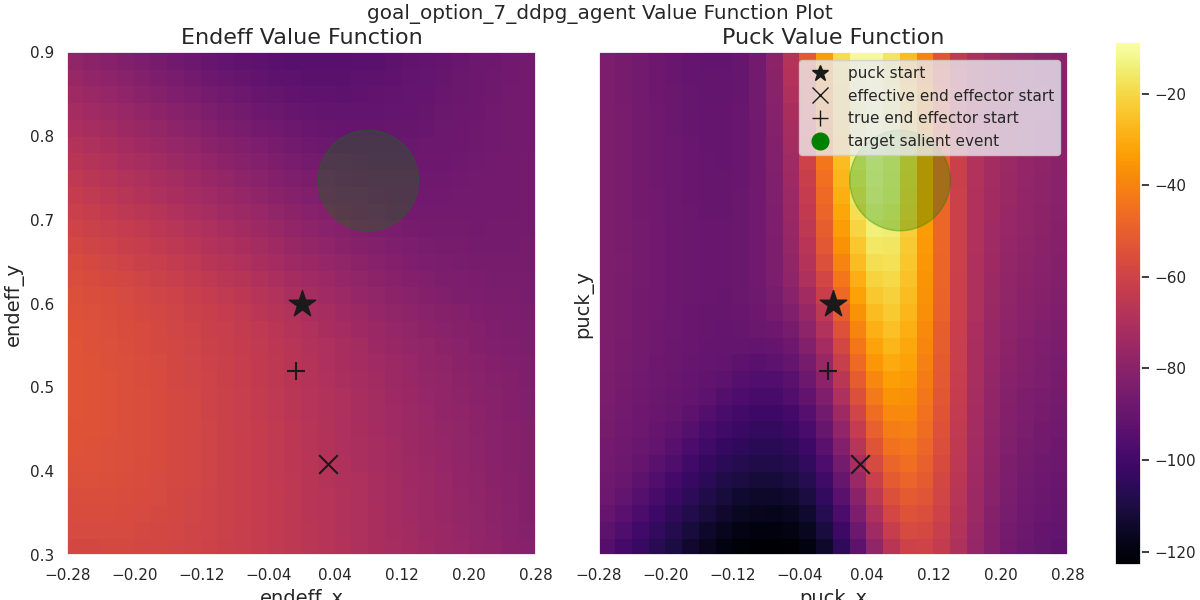 goal_option_7_ddpg_agent Value Function Plot
Endeff Value Function
Puck Value Function
0.9
0.8
0.7
0.6
0.5
0.4
0.3
endeff_y
−0.28
−0.20
−0.12
−0.04
0.04
0.12
0.20
0.28
endeff_x
puck_y
puck start
effective end effector start
true end effector start
target salient event
−0.28
−0.20
−0.12
−0.04
0.04
0.12
0.20
0.28
puck_x
−20
−40
−60
−80
−100
−120